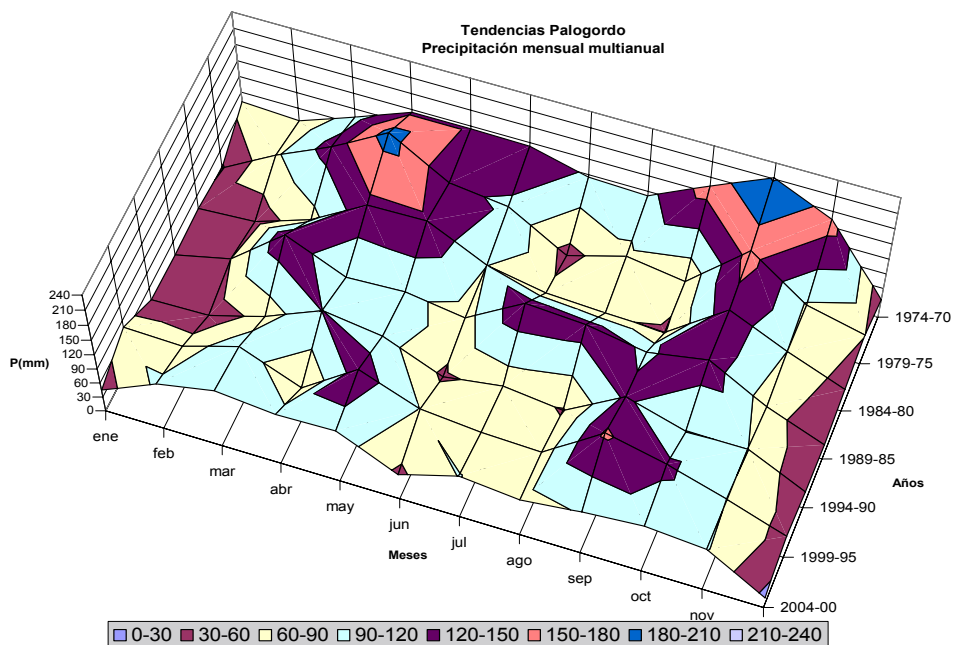 Tendencias Palogordo
Precipitación mensual multianual
240
210
180
150
120
90
60
30
0
P(mm)
ene
feb
mar
abr
may
jun
jul
ago
sep
oct
nov
Meses
1974-70
1979-75
1984-80
1989-85
1994-90
1999-95
2004-00
Años
0-30 30-60 60-90 90-120 120-150 150-180 180-210 210-240